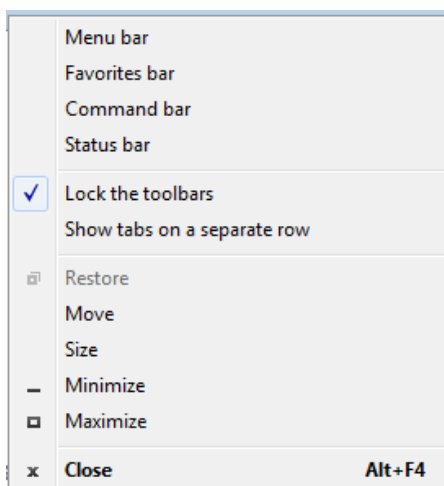 Menu bar
Favorites bar
Command bar
Status bar
Lock the toolbars
Show tabs on a separate row
Restore
Move
Size
Minimize
Maximize
Close Alt+F4